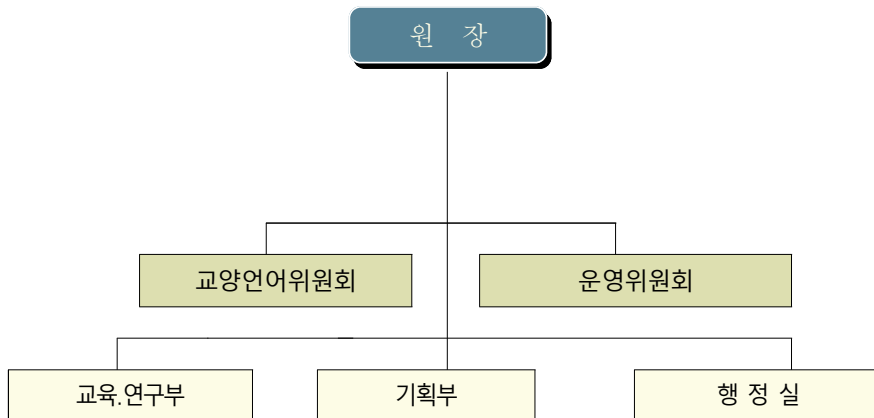 원 장
교양언어위원회
운영위원회
교육.연구부
기획부
행 정 실